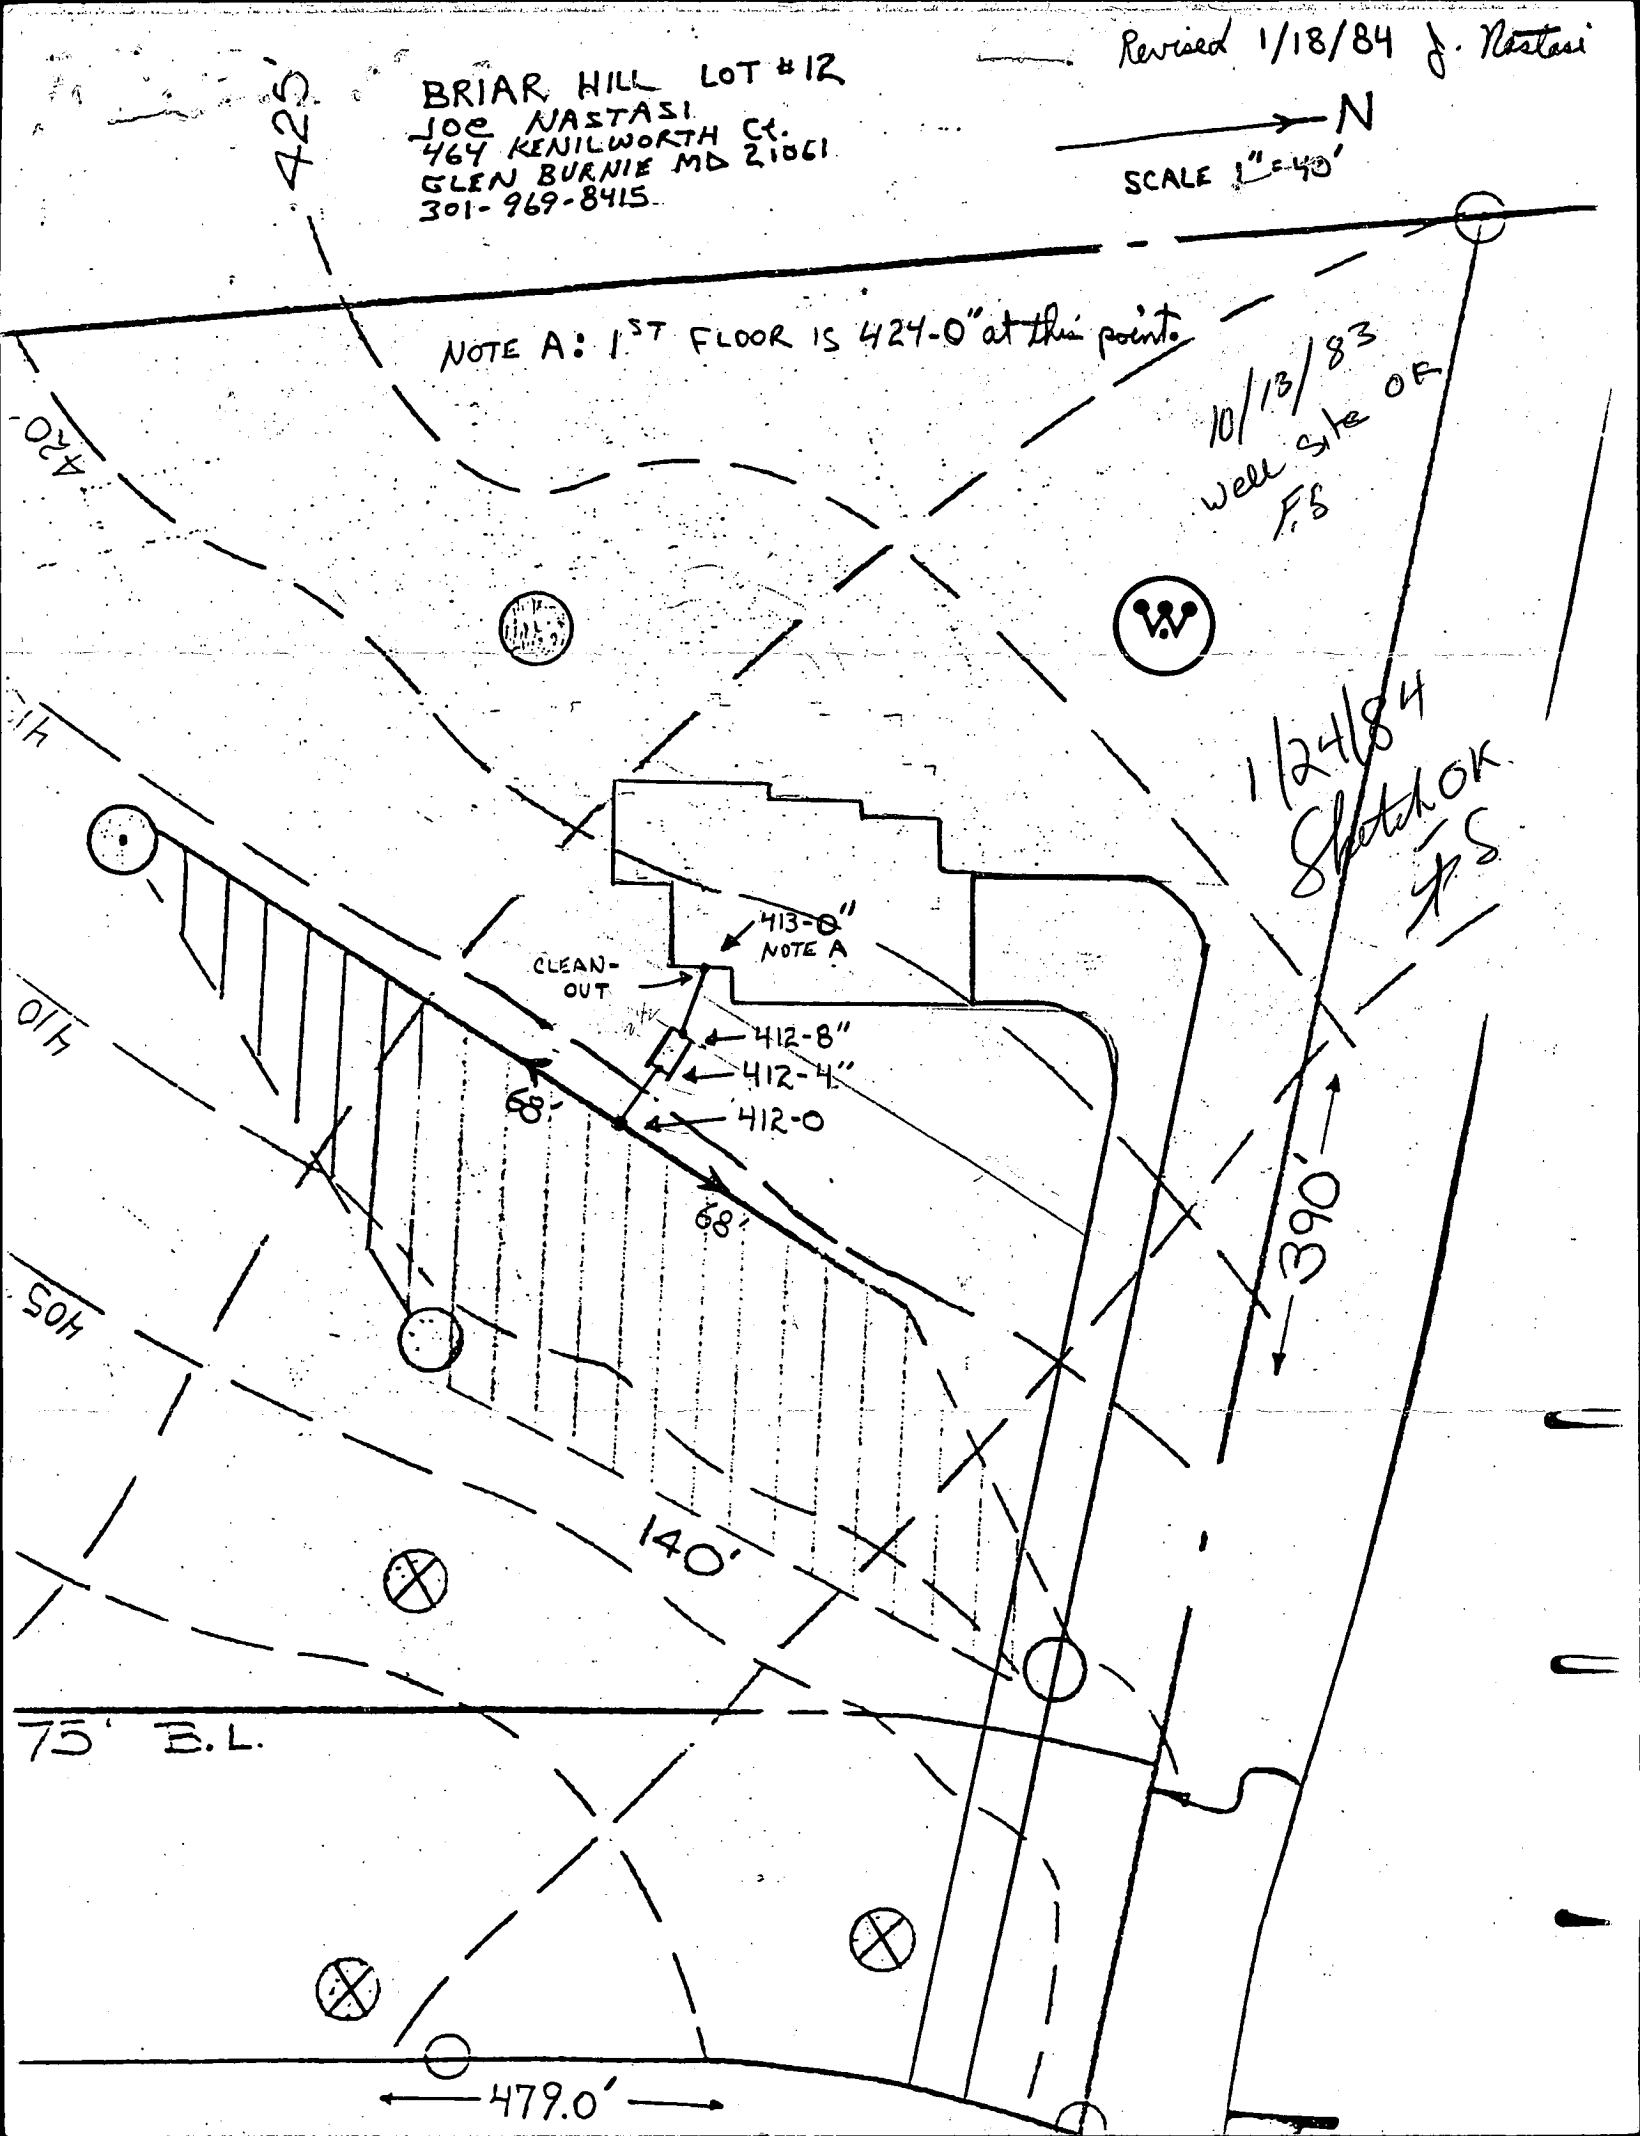 Revised 1/18/84 J. Nastasi
BRIAR HILL LOT #12
JOE NASTASI
464 KENILWORTH Ct.
GLEN BURNIE MD 21061
301-969-8415
N
SCALE 1"=40'
425'
NOTE A: 1ST FLOOR IS 424-0" at this point.
10/13/83
well site OK
F.S
420
W
1/24/84
Sketch OK
F.S
41
413-0"
NOTE A
CLEAN-
OUT
410
412-8"
412-4"
412-0
68'
68'
390'
405
140'
75' B.L.
479.0'